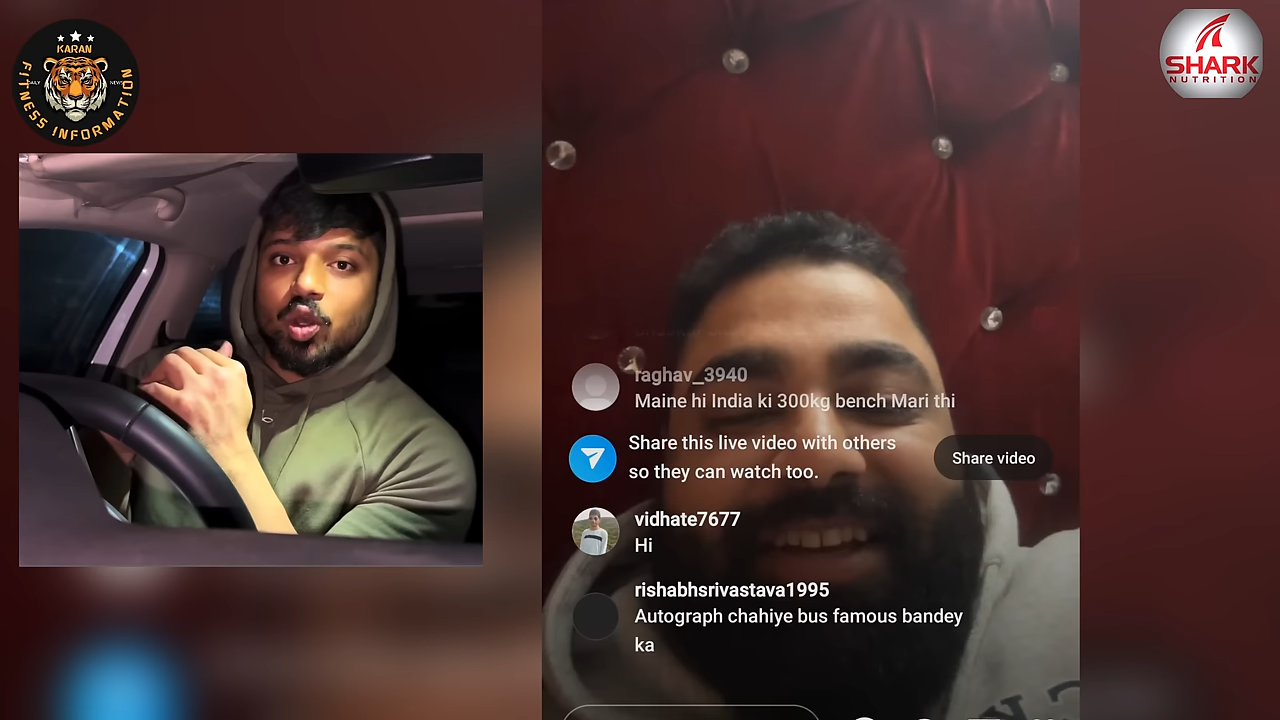 KARAN
DAILY NEWS
FITNESS INFORMATION
SHARK
NUTRITION
raghav_3940
Maine hi India ki 300kg bench Mari thi
Share this live video with others
so they can watch too.
Share video
vidhate7677
Hi
rishabhsrivastava1995
Autograph chahiye bus famous bandey
ka